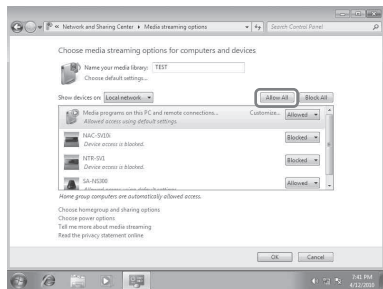 « Network and Sharing Center ▸ Media streaming options
Search Control Panel
Choose media streaming options for computers and devices
Name your media library: TEST
Choose default settings...
Show devices on: Local network
Allow All
Block All
Media programs on this PC and remote connections...
Customize...
Allowed
Allowed access using default settings.
NAC-SV10i
Blocked
Device access is blocked.
NTR-SV1
Blocked
Device access is blocked.
SA-NS300
Allowed
Allowed access using default settings.
Home group computers are automatically allowed access.
Choose homegroup and sharing options
Choose power options
Tell me more about media streaming
Read the privacy statement online
OK
Cancel
7:41 PM
4/12/2010